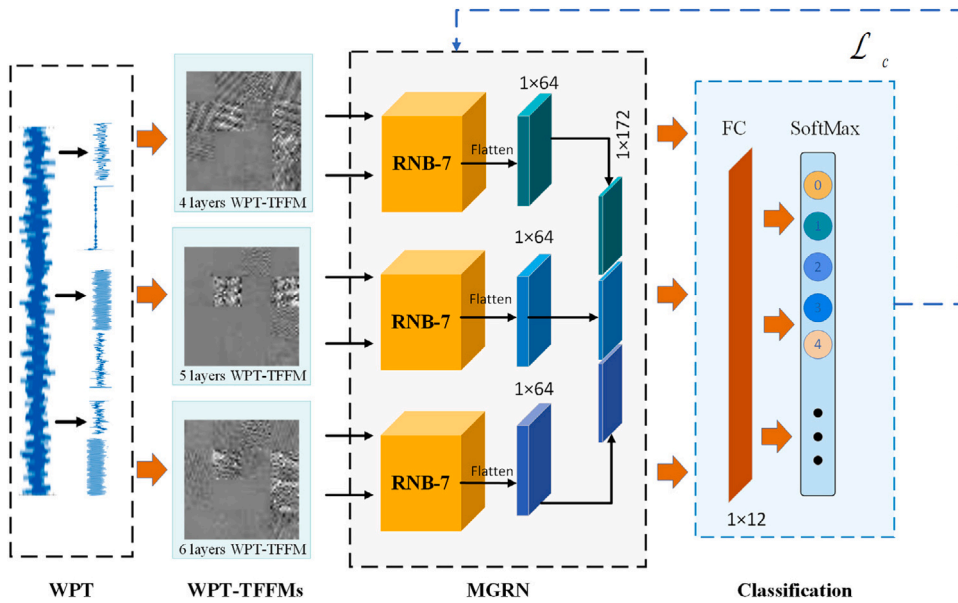 ℒ c
1×64
1×172
RNB-7
Flatten
4 layers WPT-TFFM
1×64
RNB-7
Flatten
5 layers WPT-TFFM
1×64
RNB-7
Flatten
6 layers WPT-TFFM
FC
SoftMax
0
1
2
3
4
1×12
WPT
WPT-TFFMs
MGRN
Classification